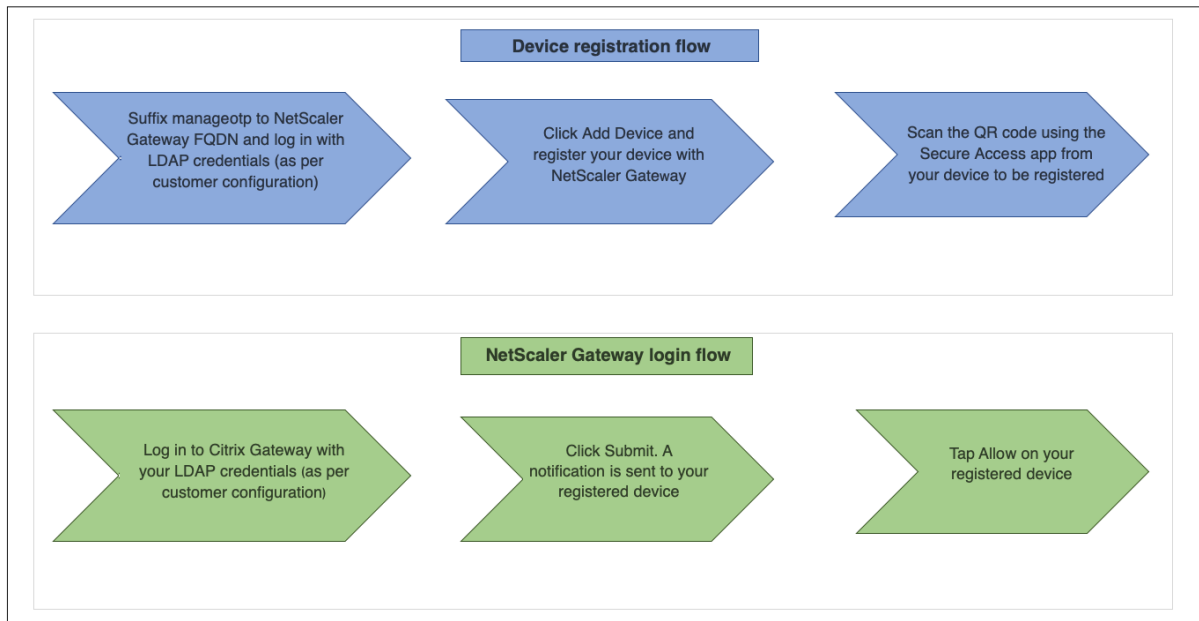 Device registration flow
Suffix manageotp to NetScaler
Gateway FQDN and log in with
LDAP credentials (as per
customer configuration)
Click Add Device and
register your device with
NetScaler Gateway
Scan the QR code using the
Secure Access app from
your device to be registered
NetScaler Gateway login flow
Log in to Citrix Gateway with
your LDAP credentials (as per
customer configuration)
Click Submit. A
notification is sent to your
registered device
Tap Allow on your
registered device